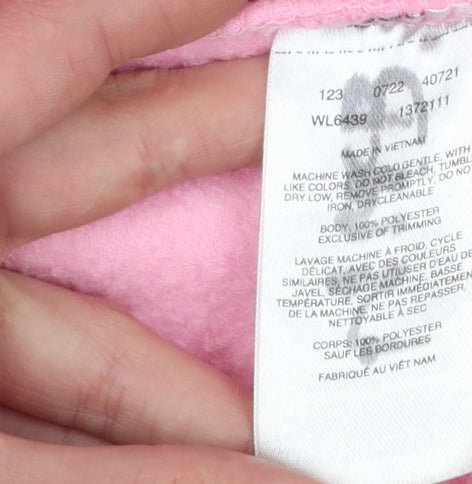 123 0722 40721
WL6439 1372111
MADE IN VIETNAM
MACHINE WASH COLD GENTLE, WITH
LIKE COLORS, DO NOT BLEACH, TUMBL
DRY LOW, REMOVE PROMPTLY, DO NO
IRON, DRYCLEANABLE
BODY: 100% POLYESTER
EXCLUSIVE OF TRIMMING
LAVAGE MACHINE À FROID, CYCLE
DÉLICAT, AVEC DES COULEURS
SIMILAIRES, NE PAS UTILISER D'EAU DE
JAVEL, SÉCHAGE MACHINE, BASSE
TEMPÉRATURE, SORTIR IMMÉDIATEMEN
DE LA MACHINE, NE PAS REPASSER,
NETTOYABLE À SEC
CORPS: 100% POLYESTER
SAUF LES BORDURES
FABRIQUÉ AU VIÊT NAM